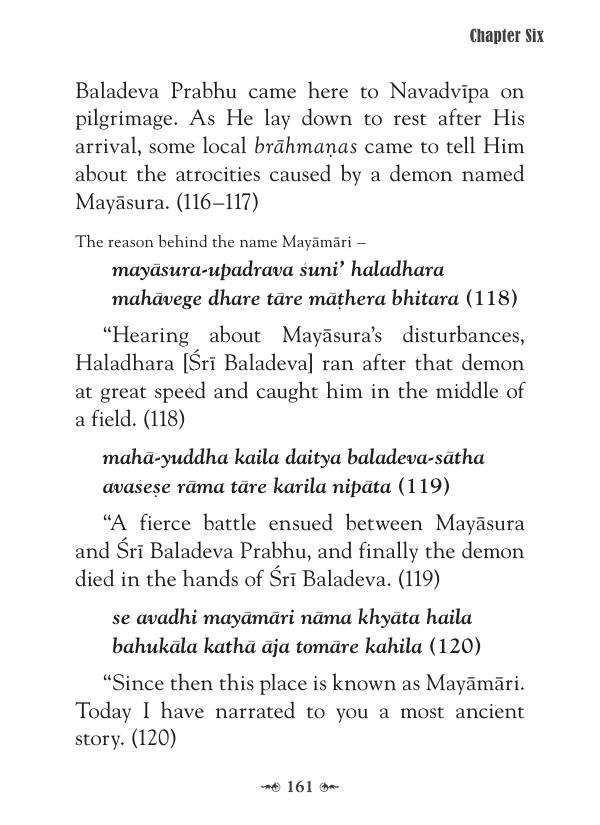 Chapter Six
Baladeva Prabhu came here to Navadvīpa on
pilgrimage. As He lay down to rest after His
arrival, some local brāhmaṇas came to tell Him
about the atrocities caused by a demon named
Mayāsura. (116–117)
The reason behind the name Mayāmāri –
mayāsura-upadrava śuni’ haladhara
mahāvege dhare tāre māṭhera bhitara (118)
“Hearing about Mayāsura’s disturbances,
Haladhara [Śrī Baladeva] ran after that demon
at great speed and caught him in the middle of
a field. (118)
mahā-yuddha kaila daitya baladeva-sātha
avaśeṣe rāma tāre karila nipāta (119)
“A fierce battle ensued between Mayāsura
and Śrī Baladeva Prabhu, and finally the demon
died in the hands of Śrī Baladeva. (119)
se avadhi mayāmāri nāma khyāta haila
bahukāla kathā āja tomāre kahila (120)
“Since then this place is known as Mayāmāri.
Today I have narrated to you a most ancient
story. (120)
161